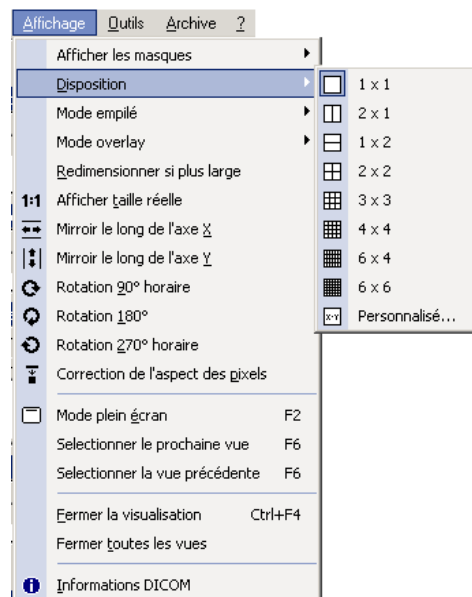 Affichage Outils Archive ?
Afficher les masques
Disposition
Mode empilé
Mode overlay
Redimensionner si plus large
1:1 Afficher taille réelle
Mirroir le long de l'axe X
Mirroir le long de l'axe Y
Rotation 90° horaire
Rotation 180°
Rotation 270° horaire
Correction de l'aspect des pixels
Mode plein écran F2
Selectionner le prochaine vue F6
Selectionner la vue précédente F6
Fermer la visualisation Ctrl+F4
Fermer toutes les vues
Informations DICOM
1 x 1
2 x 1
1 x 2
2 x 2
3 x 3
4 x 4
6 x 4
6 x 6
X-Y Personnalisé...